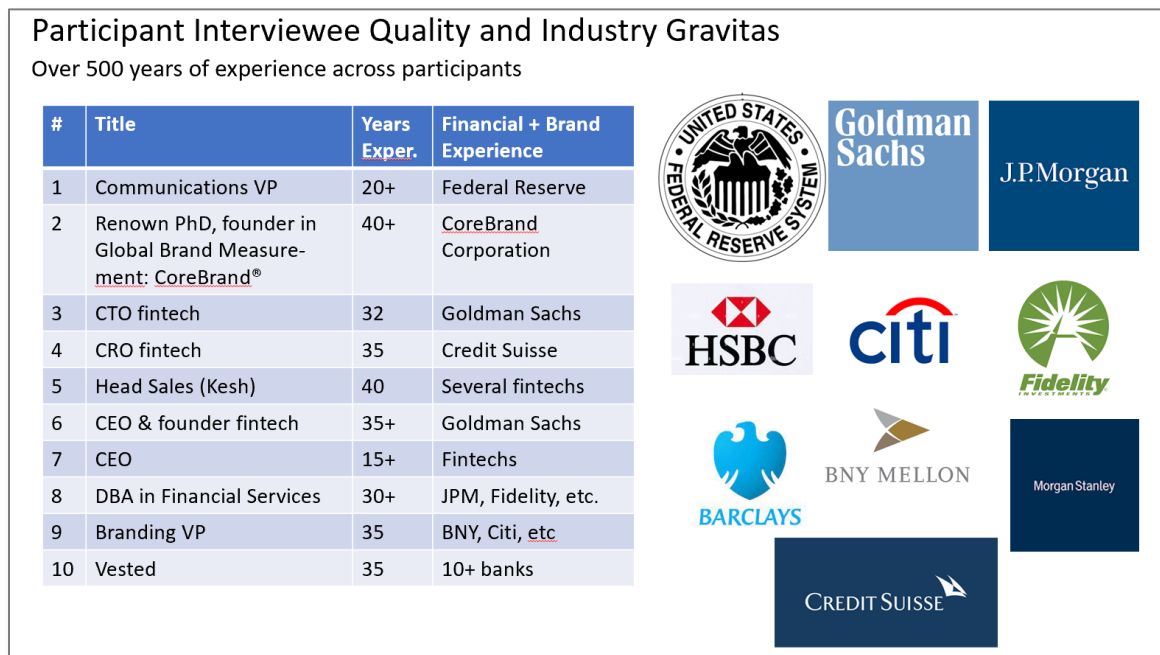 Participant Interviewee Quality and Industry Gravitas
Over 500 years of experience across participants
# Title Years Exper. Financial + Brand Experience
1 Communications VP 20+ Federal Reserve
2 Renown PhD, founder in Global Brand Measure-ment: CoreBrand® 40+ CoreBrand Corporation
3 CTO fintech 32 Goldman Sachs
4 CRO fintech 35 Credit Suisse
5 Head Sales (Kesh) 40 Several fintechs
6 CEO & founder fintech 35+ Goldman Sachs
7 CEO 15+ Fintechs
8 DBA in Financial Services 30+ JPM, Fidelity, etc.
9 Branding VP 35 BNY, Citi, etc
10 Vested 35 10+ banks
UNITED STATES
FEDERAL RESERVE SYSTEM
Goldman
Sachs
J.P.Morgan
HSBC
citi
Fidelity
INVESTMENTS
BARCLAYS
BNY MELLON
Morgan Stanley
CREDIT SUISSE